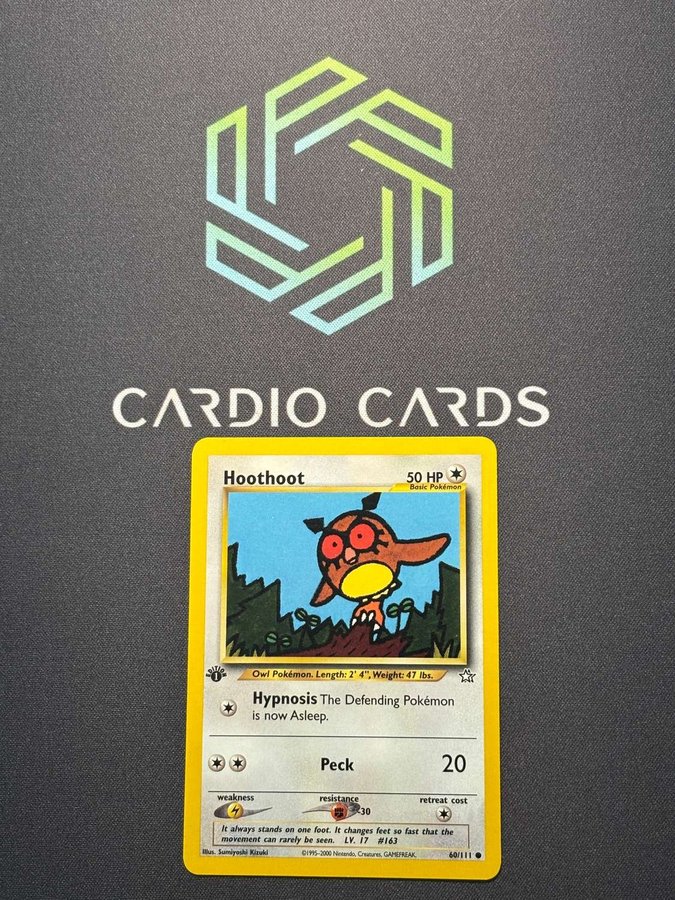 CARDIO CARDS
Hoothoot
50 HP
Basic Pokémon
EDITION
1
Owl Pokémon. Length: 2' 4", Weight: 47 lbs.
Hypnosis The Defending Pokémon
is now Asleep.
Peck 20
weakness resistance retreat cost
-30
It always stands on one foot. It changes feet so fast that the
movement can rarely be seen. LV. 17 #163
Illus. Sumiyoshi Kizuki ©1995-2000 Nintendo, Creatures, GAMEFREAK. 60/111